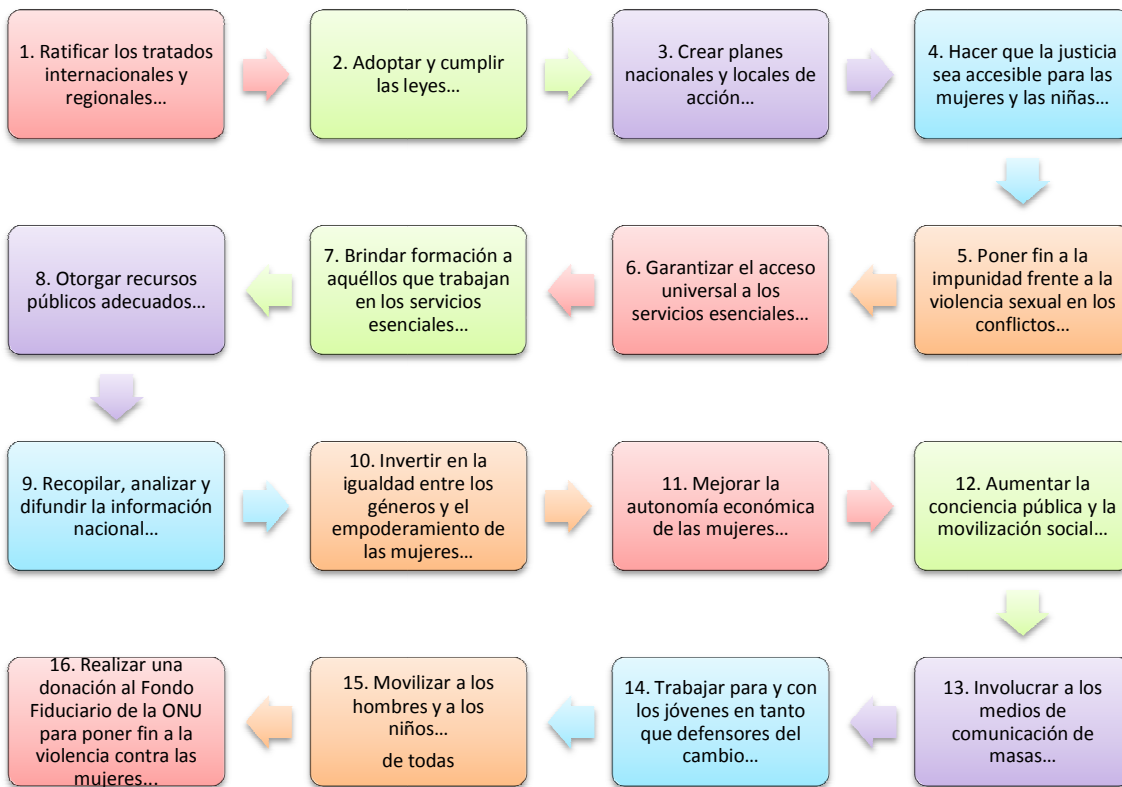 1. Ratificar los tratados
internacionales y
regionales...
2. Adoptar y cumplir
las leyes...
3. Crear planes
nacionales y locales de
acción...
4. Hacer que la justicia
sea accesible para las
mujeres y las niñas...
5. Poner fin a la
impunidad frente a la
violencia sexual en los
conflictos...
6. Garantizar el acceso
universal a los
servicios esenciales...
7. Brindar formación a
aquéllos que trabajan
en los servicios
esenciales...
8. Otorgar recursos
públicos adecuados...
9. Recopilar, analizar y
difundir la información
nacional...
10. Invertir en la
igualdad entre los
géneros y el
empoderamiento de
las mujeres...
11. Mejorar la
autonomía económica
de las mujeres...
12. Aumentar la
conciencia pública y la
movilización social...
13. Involucrar a los
medios de
comunicación de
masas...
14. Trabajar para y con
los jóvenes en tanto
que defensores del
cambio...
15. Movilizar a los
hombres y a los
niños...
de todas
16. Realizar una
donación al Fondo
Fiduciario de la ONU
para poner fin a la
violencia contra las
mujeres...